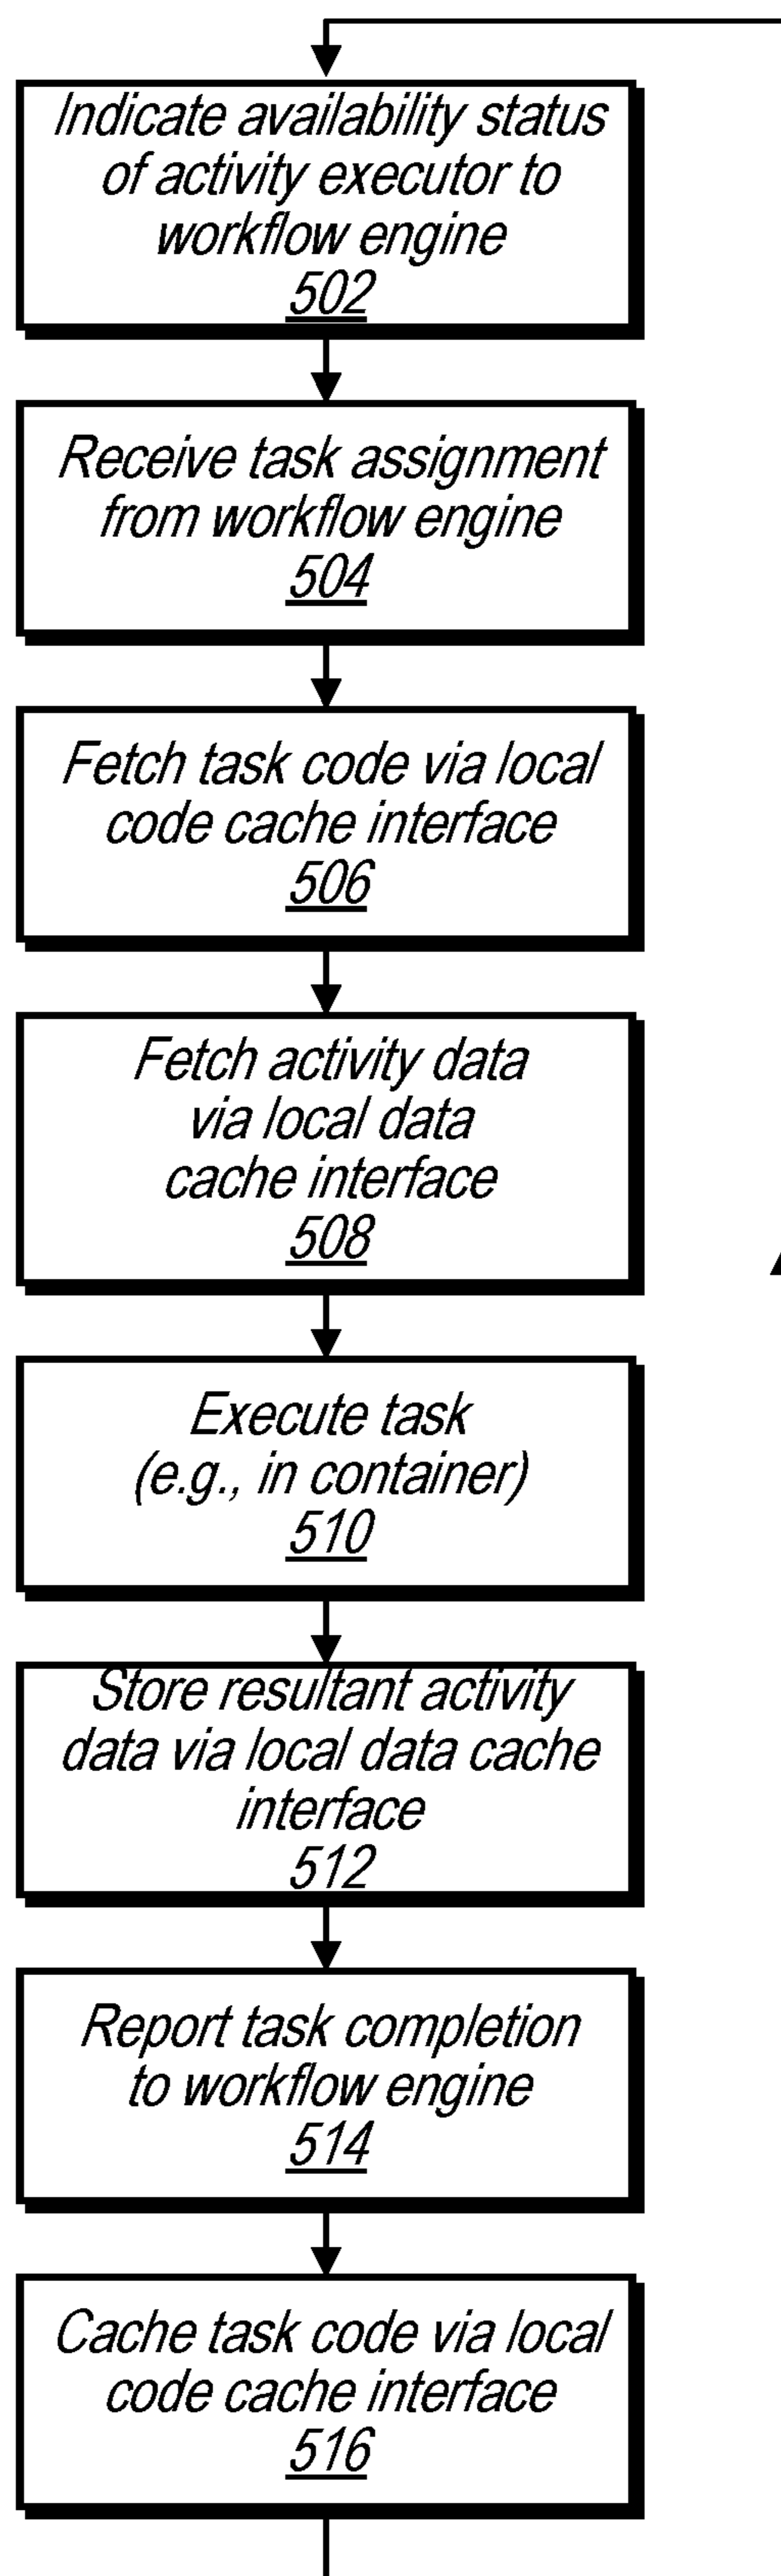 Indicate availability status
of activity executor to
workflow engine
502
Receive task assignment
from workflow engine
504
Fetch task code via local
code cache interface
506
Fetch activity data
via local data
cache interface
508
Execute task
(e.g., in container)
510
Store resultant activity
data via local data cache
interface
512
Report task completion
to workflow engine
514
Cache task code via local
code cache interface
516